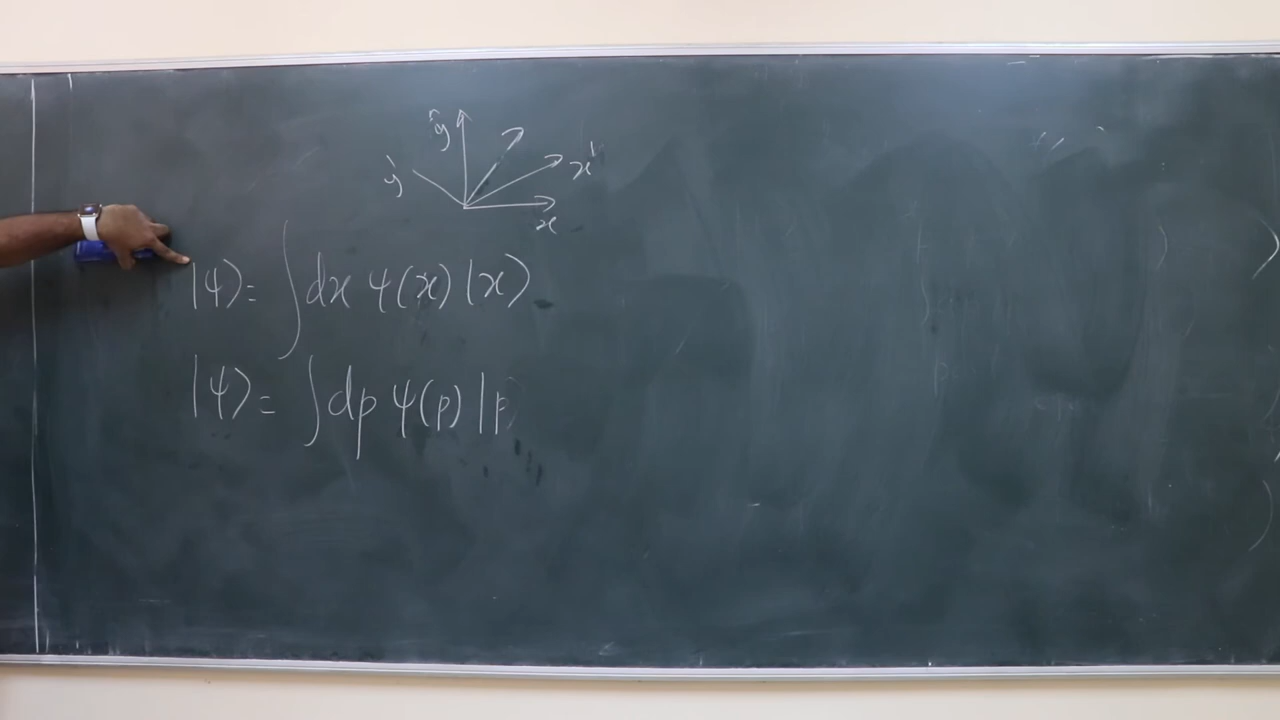 ŷ
y'
x'
x
|ψ⟩ = ∫ dx ψ(x) |x⟩
|ψ⟩ = ∫ dp ψ(p) |p